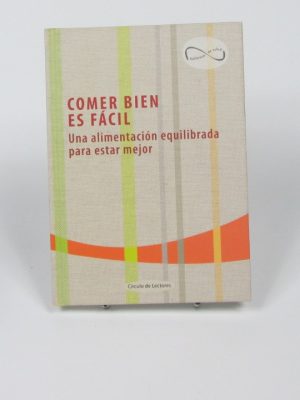 COMER BIEN
ES FÁCIL
Una alimentación equilibrada
para estar mejor
Círculo de Lectores